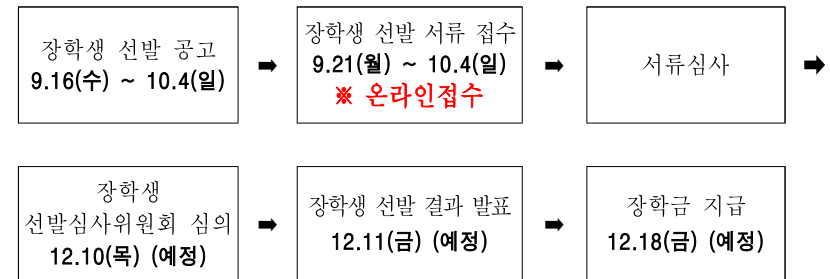 장학생 선발 공고
9.16(수) ~ 10.4(일)
➡
장학생 선발 서류 접수
9.21(월) ~ 10.4(일)
※ 온라인접수
➡
서류심사
➡
장학생
선발심사위원회 심의
12.10(목) (예정)
➡
장학생 선발 결과 발표
12.11(금) (예정)
➡
장학금 지급
12.18(금) (예정)